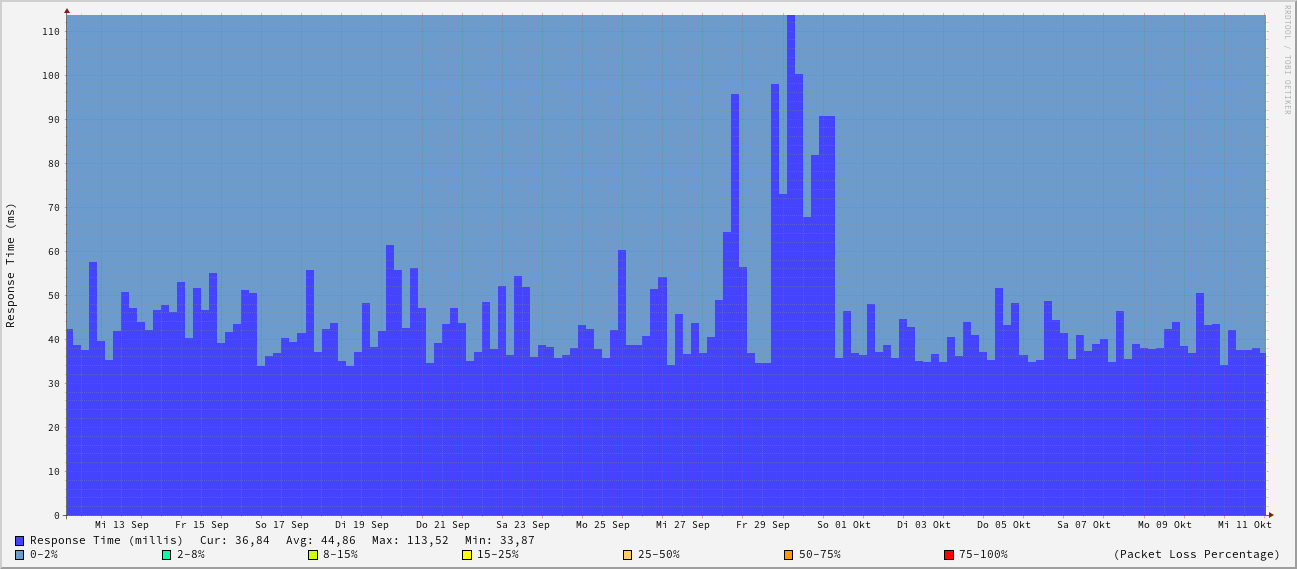 RRDTOOL / TOBI OETIKER
Response Time (ms)
110
100
90
80
70
60
50
40
30
20
10
0
Mi 13 Sep Fr 15 Sep So 17 Sep Di 19 Sep Do 21 Sep Sa 23 Sep Mo 25 Sep Mi 27 Sep Fr 29 Sep So 01 Okt Di 03 Okt Do 05 Okt Sa 07 Okt Mo 09 Okt Mi 11 Okt
Response Time (millis) Cur: 36,84 Avg: 44,86 Max: 113,52 Min: 33,87
0-2% 2-8% 8-15% 15-25% 25-50% 50-75% 75-100% (Packet Loss Percentage)